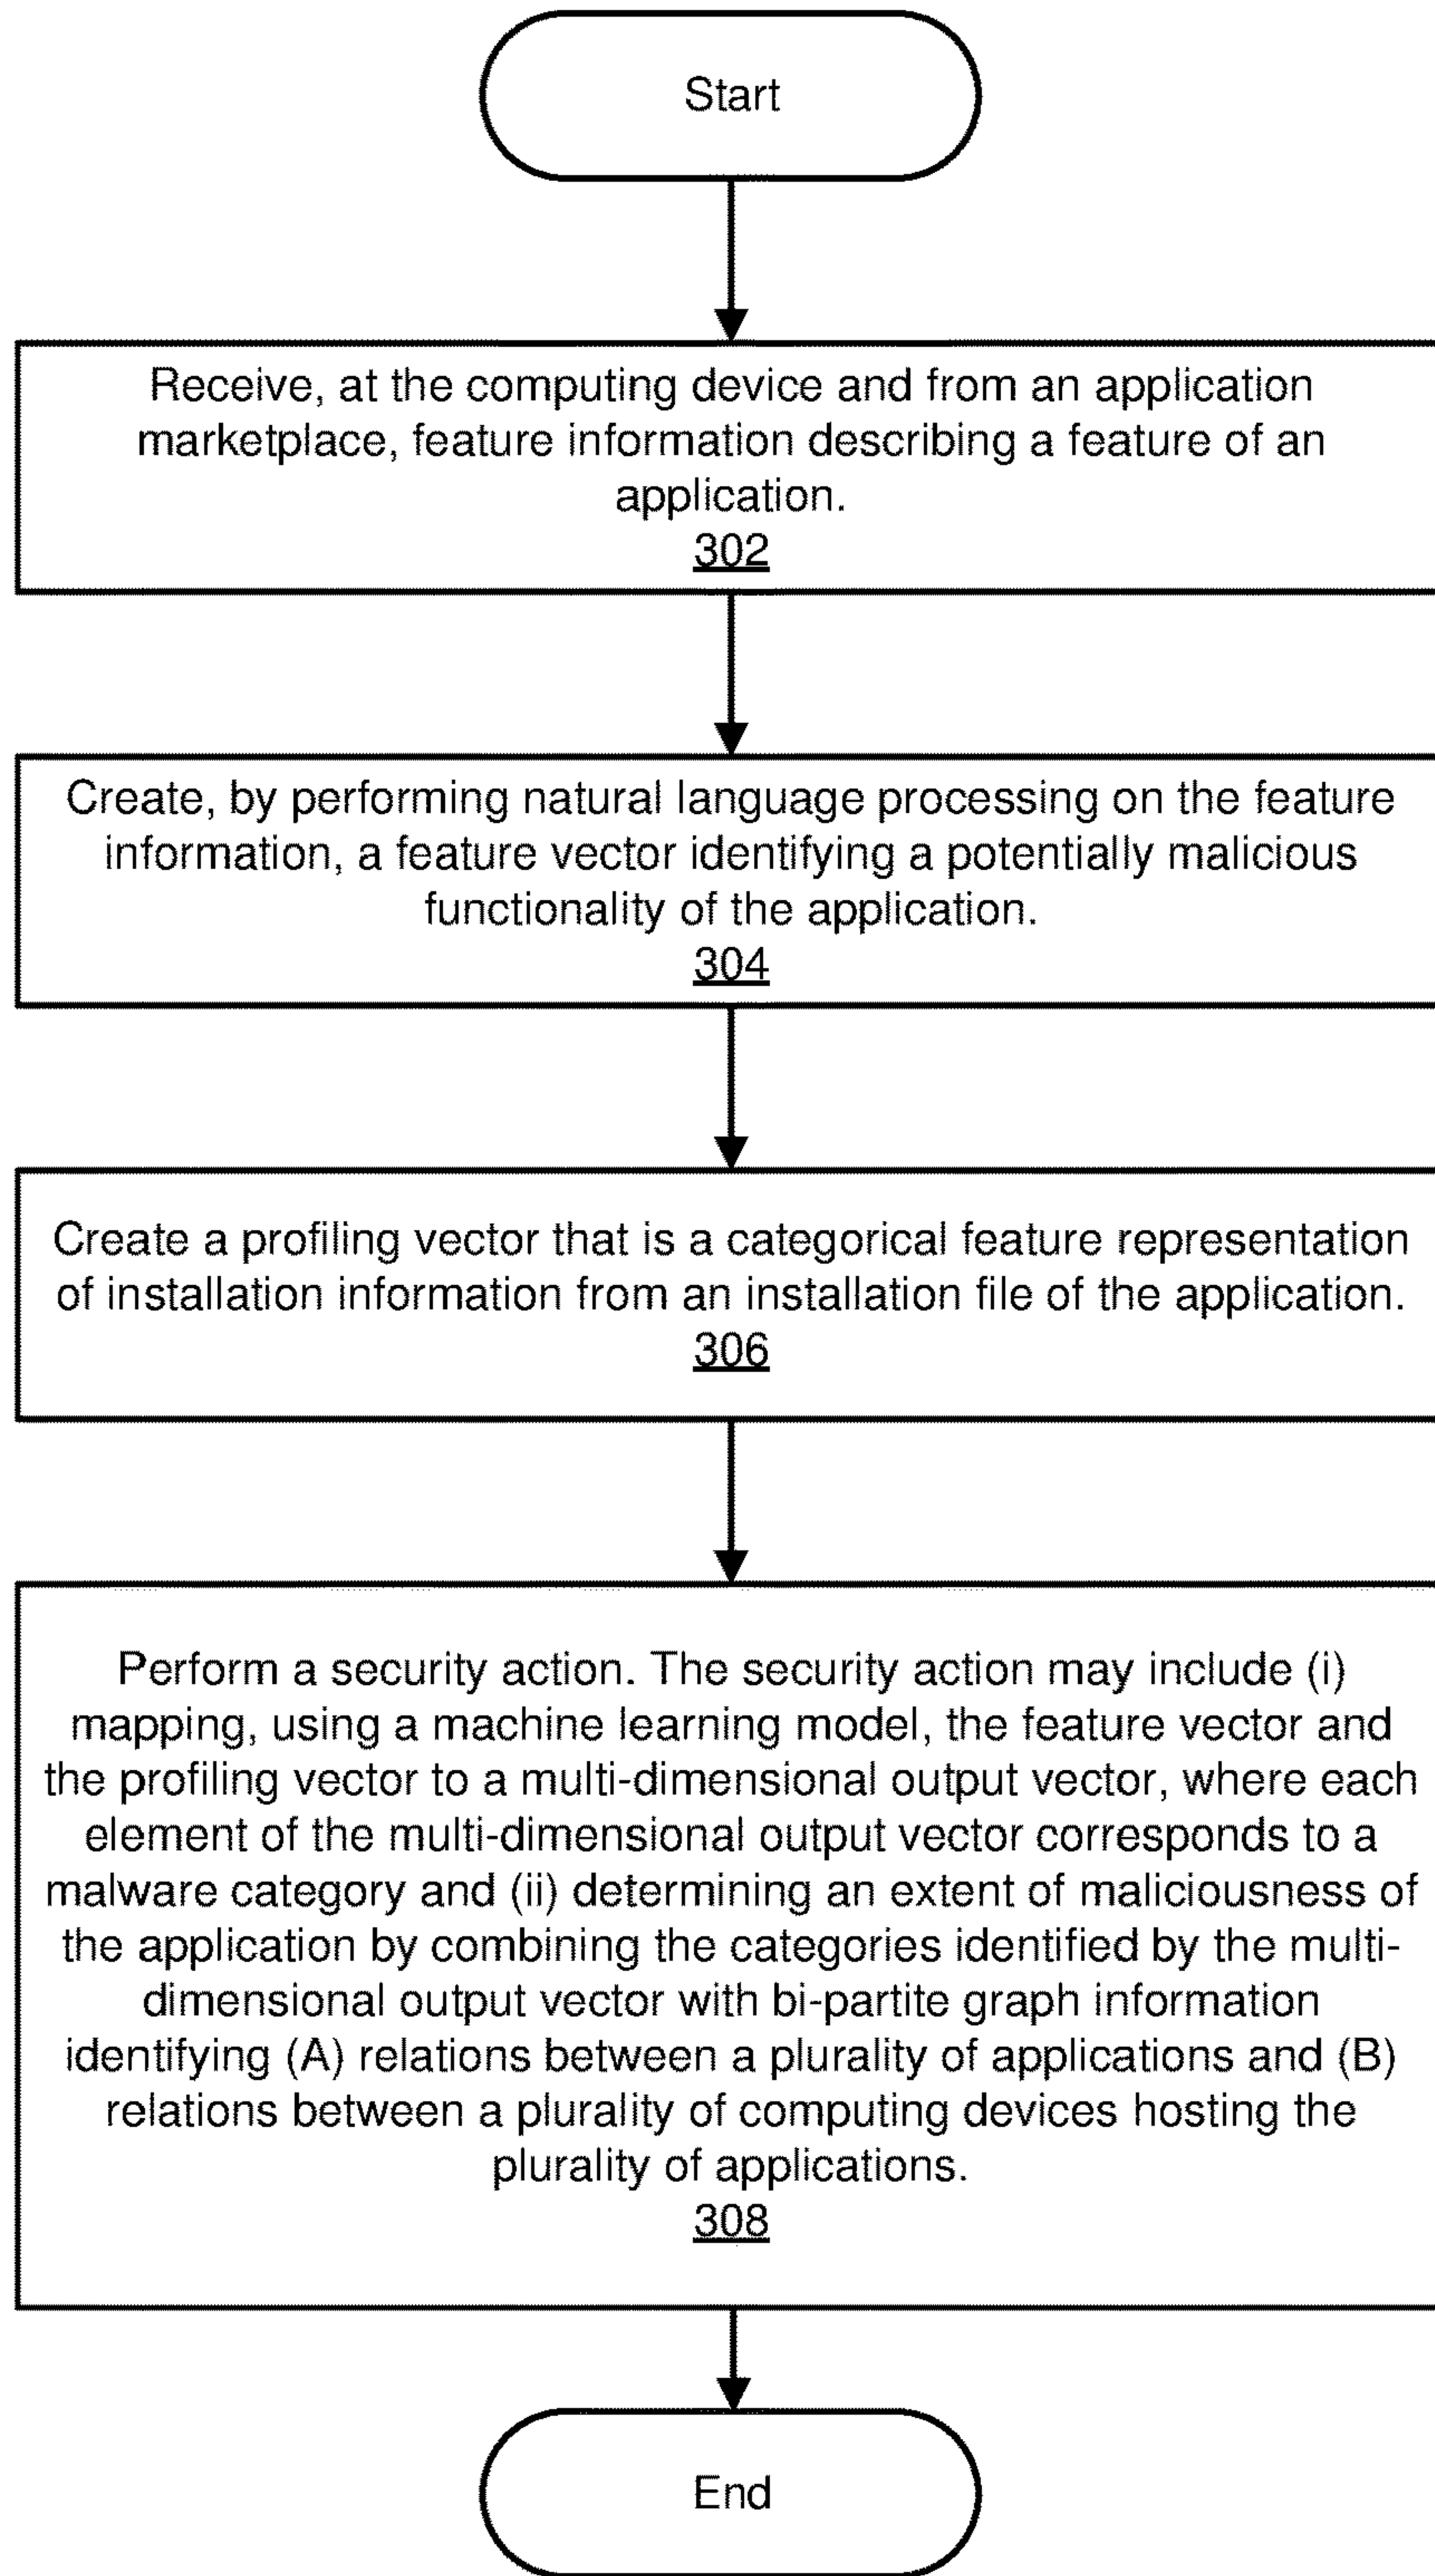 Start
Receive, at the computing device and from an application
marketplace, feature information describing a feature of an
application.
302
Create, by performing natural language processing on the feature
information, a feature vector identifying a potentially malicious
functionality of the application.
304
Create a profiling vector that is a categorical feature representation
of installation information from an installation file of the application.
306
Perform a security action. The security action may include (i)
mapping, using a machine learning model, the feature vector and
the profiling vector to a multi-dimensional output vector, where each
element of the multi-dimensional output vector corresponds to a
malware category and (ii) determining an extent of maliciousness of
the application by combining the categories identified by the multi-
dimensional output vector with bi-partite graph information
identifying (A) relations between a plurality of applications and (B)
relations between a plurality of computing devices hosting the
plurality of applications.
308
End